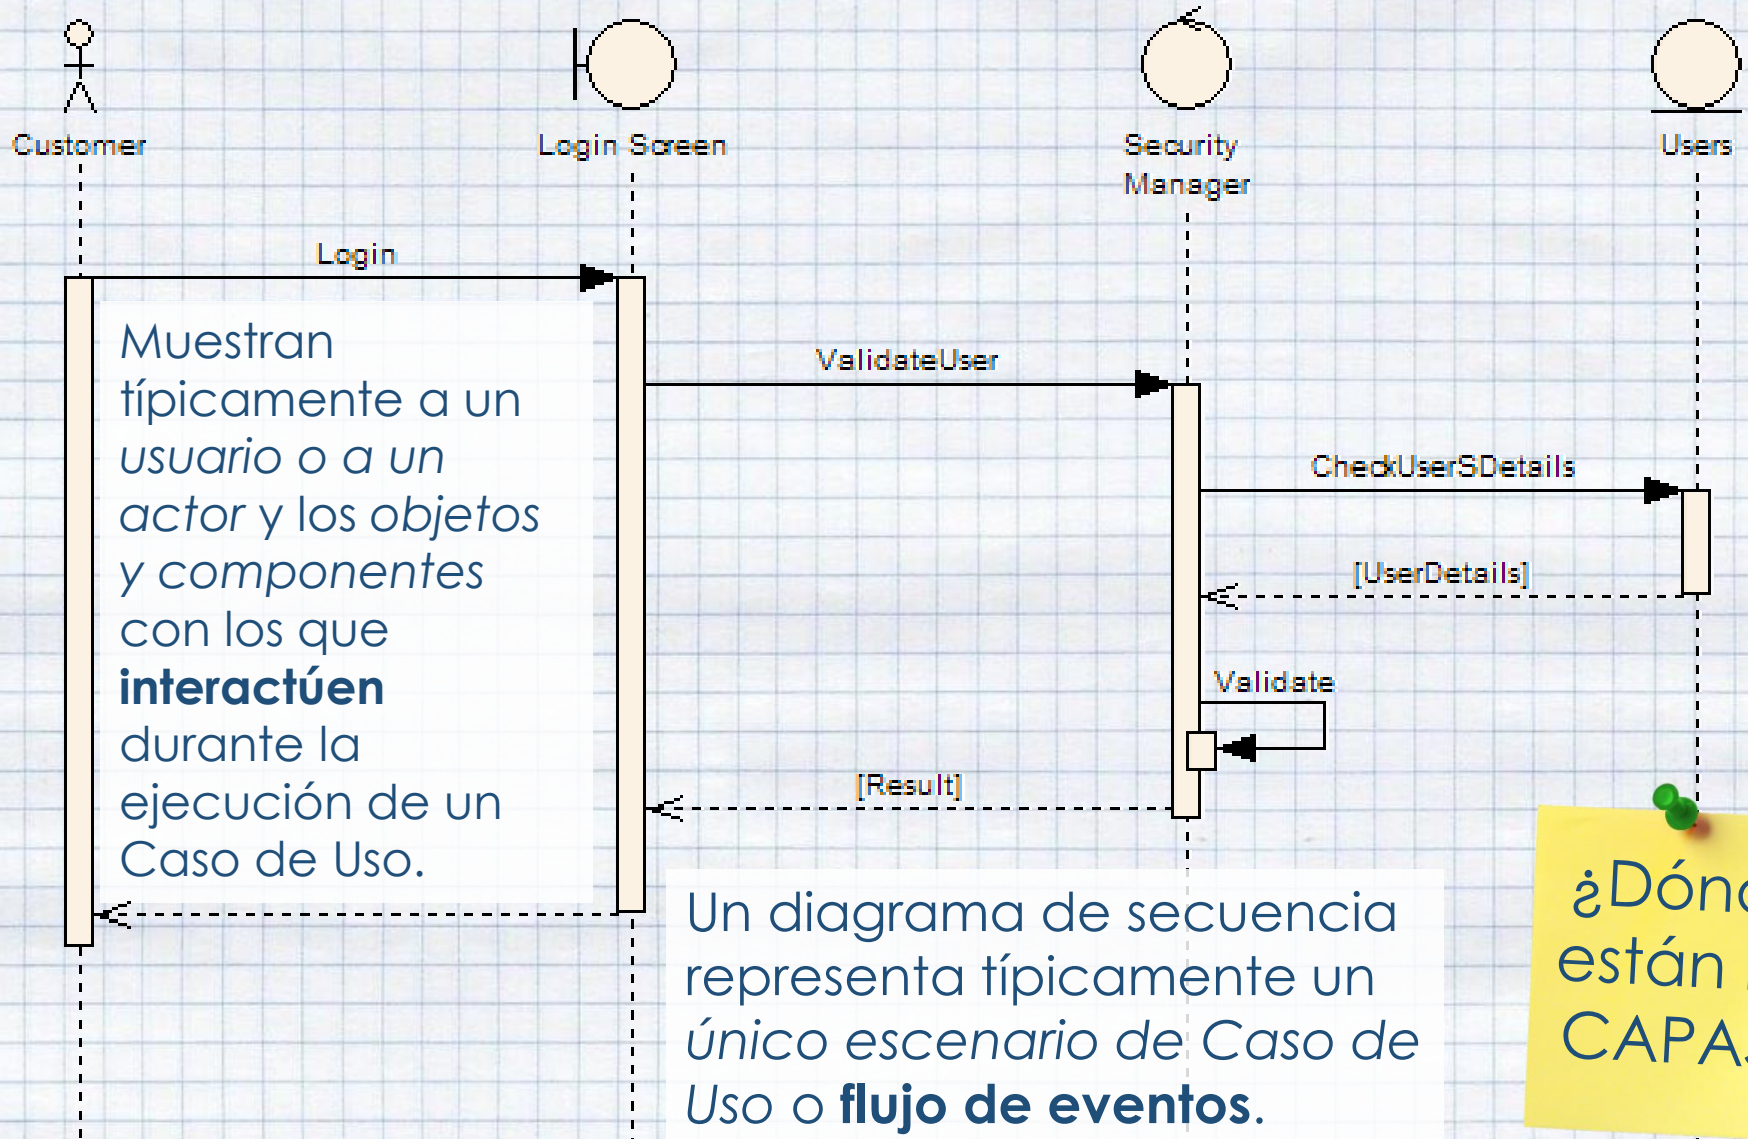 Customer
Login Screen
Security
Manager
Users
Login
ValidateUser
CheckUserSDetails
[UserDetails]
Validate
[Result]
Muestran
típicamente a un
usuario o a un
actor y los objetos
y componentes
con los que
interactúen
durante la
ejecución de un
Caso de Uso.
Un diagrama de secuencia
representa típicamente un
único escenario de Caso de
Uso o flujo de eventos.
están